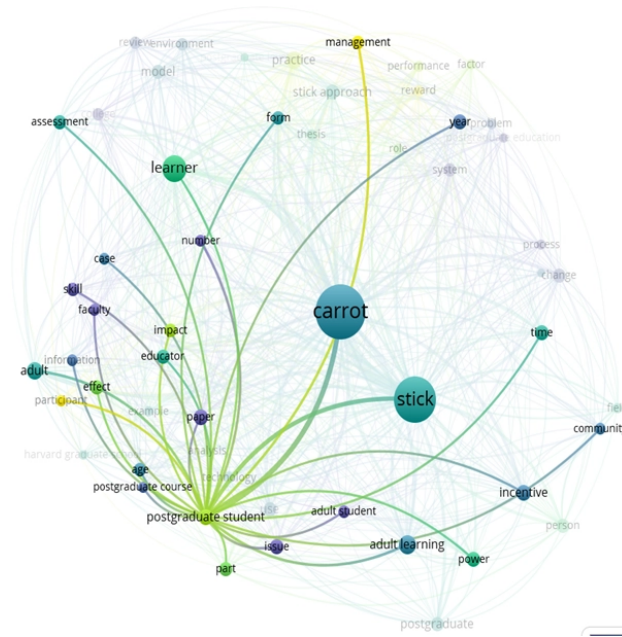 review
environment
management
model
practice
performance
factor
stick approach
reward
assessment
form
year
problem
thesis
education
role
learner
system
number
process
case
change
skill
faculty
carrot
impact
time
educator
information
adult
effect
stick
participant
example
paper
communit
analysis
harvard graduate school
age
technology
postgraduate course
incentive
adult student
postgraduate student
person
issue
adult learning
power
part
postgraduate